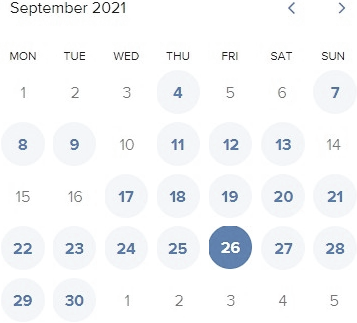 September 2021
MON TUE WED THU FRI SAT SUN
1 2 3 4 5 6 7
8 9 10 11 12 13 14
15 16 17 18 19 20 21
22 23 24 25 26 27 28
29 30 1 2 3 4 5